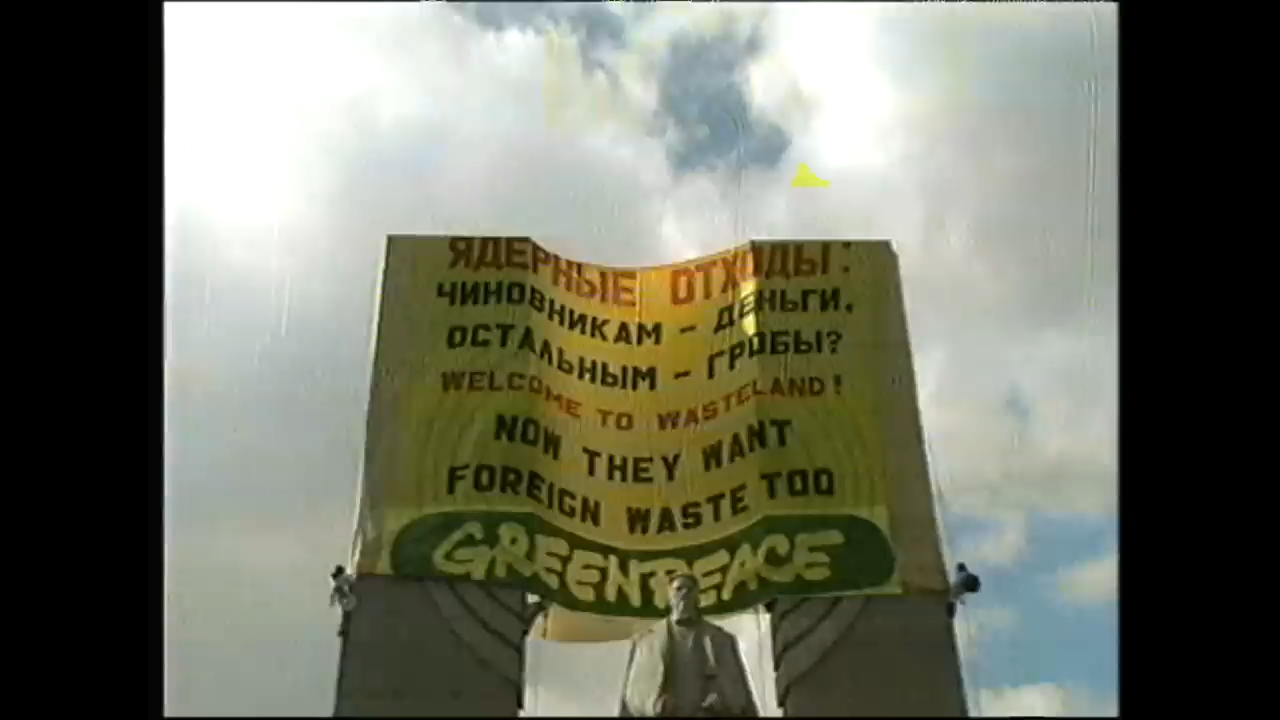 ЯДЕРНЫЕ ОТХОДЫ:
ЧИНОВНИКАМ - ДЕНЬГИ,
ОСТАЛЬНЫМ - ГРОБЫ?
WELCOME TO WASTELAND!
NOW THEY WANT
FOREIGN WASTE TOO
GREENPEACE